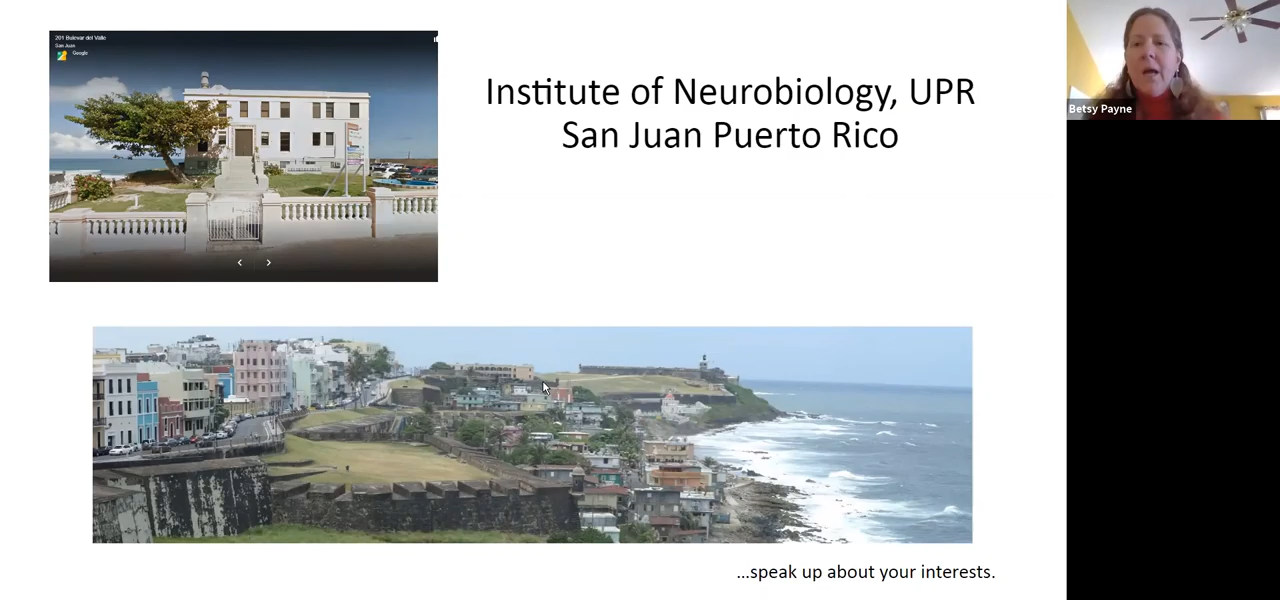 201 Bulevar del Valle
San Juan
Google
Institute of Neurobiology, UPR
San Juan Puerto Rico
Betsy Payne
...speak up about your interests.